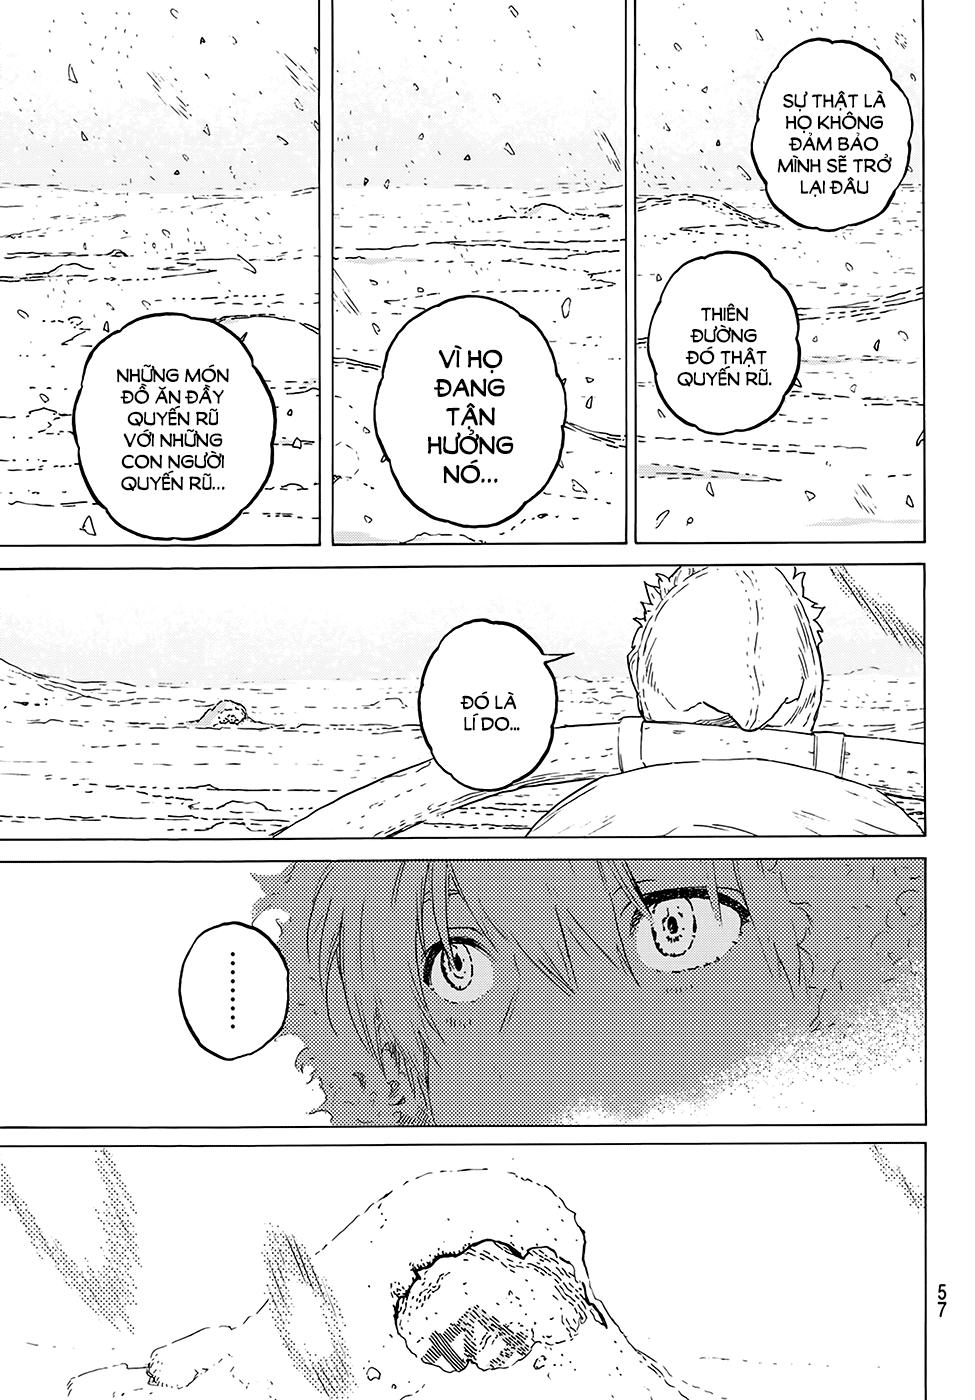 SỰ THẬT LÀ
HỌ KHÔNG
ĐẢM BẢO
MÌNH SẼ TRỞ
LẠI ĐÂU
THIÊN
ĐƯỜNG
ĐÓ THẬT
QUYẾN RŨ.
VÌ HỌ
ĐANG
TẬN
HƯỞNG
NÓ...
NHỮNG MÓN
ĐỒ ĂN ĐẦY
QUYẾN RŨ
VỚI NHỮNG
CON NGƯỜI
QUYẾN RŨ...
ĐÓ LÀ
LÍ DO...
.........
57